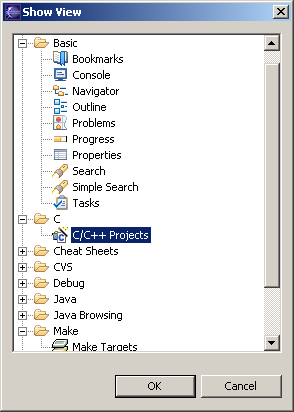 Show View
Basic
Bookmarks
Console
Navigator
Outline
Problems
Progress
Properties
Search
Simple Search
Tasks
C
C/C++ Projects
Cheat Sheets
CVS
Debug
Java
Java Browsing
Make
Make Targets
OK
Cancel